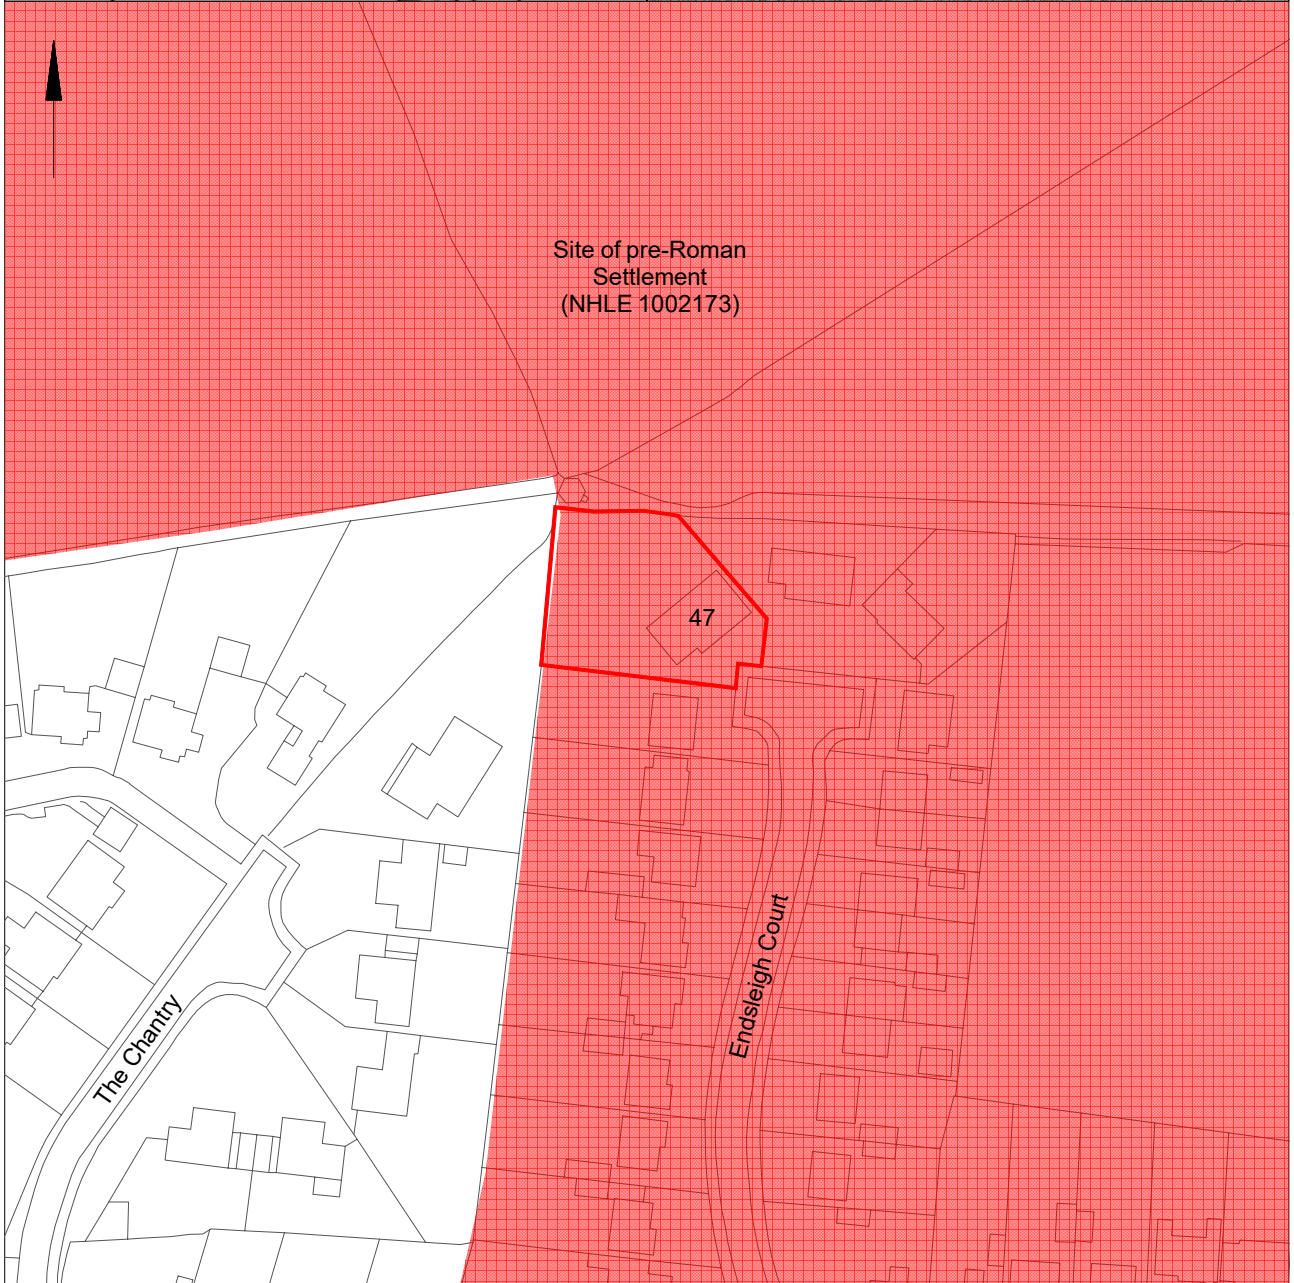 Site of pre-Roman
Settlement
(NHLE 1002173)
47
Endsleigh Court
The Chantry